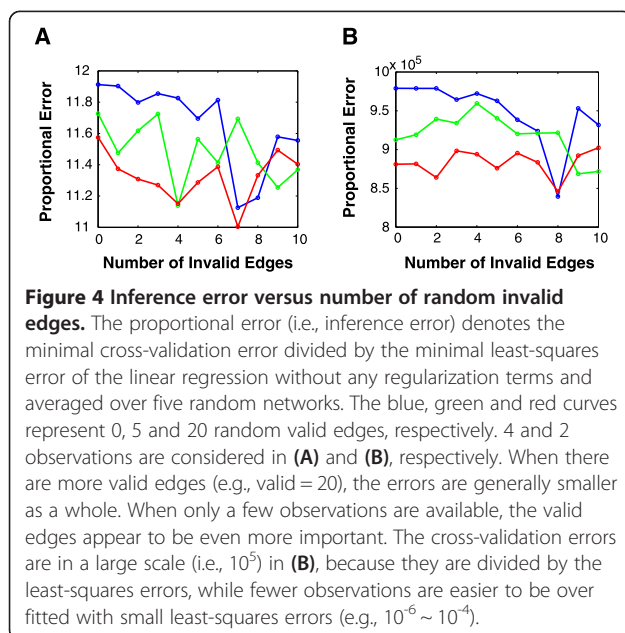 A
B
Proportional Error
12
11.8
11.6
11.4
11.2
11
0 2 4 6 8 10
Number of Invalid Edges
Proportional Error
10 x 10⁵
9.5
9
8.5
8
0 2 4 6 8 10
Number of Invalid Edges
Figure 4 Inference error versus number of random invalid
edges. The proportional error (i.e., inference error) denotes the
minimal cross-validation error divided by the minimal least-squares
error of the linear regression without any regularization terms and
averaged over five random networks. The blue, green and red curves
represent 0, 5 and 20 random valid edges, respectively. 4 and 2
observations are considered in (A) and (B), respectively. When there
are more valid edges (e.g., valid = 20), the errors are generally smaller
as a whole. When only a few observations are available, the valid
edges appear to be even more important. The cross-validation errors
are in a large scale (i.e., 10⁵) in (B), because they are divided by the
least-squares errors, while fewer observations are easier to be over
fitted with small least-squares errors (e.g., 10⁻⁶ ~ 10⁻⁴).